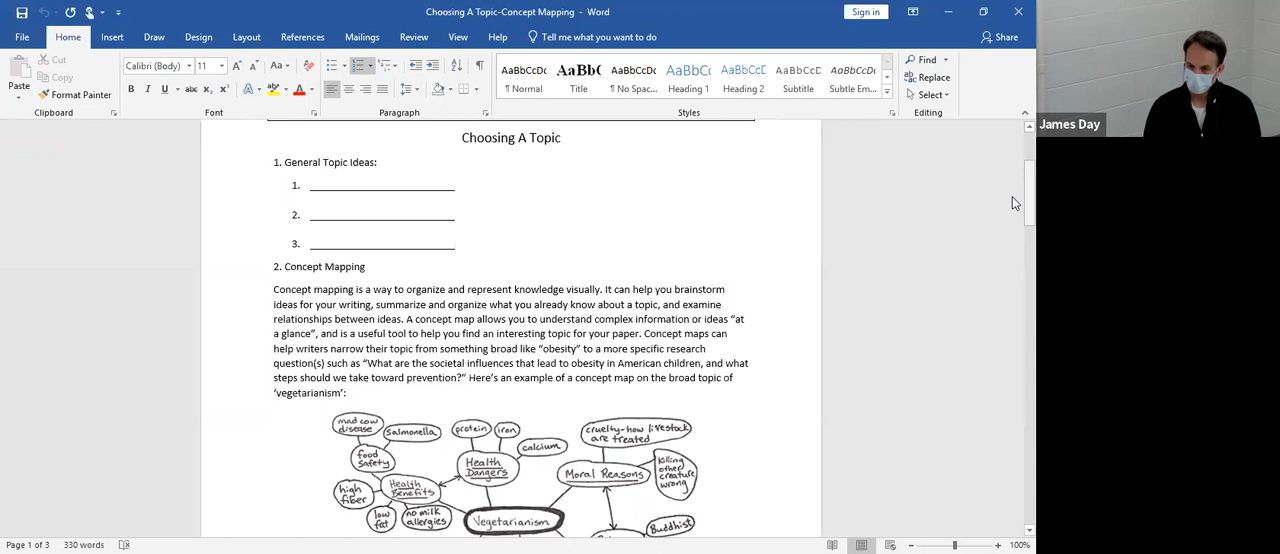 Choosing A Topic-Concept Mapping - Word
Sign in
File Home Insert Draw Design Layout References Mailings Review View Help Tell me what you want to do Share
Cut
Copy
Paste
Format Painter
Clipboard
Calibri (Body) 11
Font
Paragraph
AaBbCcDc AaBb( AaBbCcDc AaBbC( AaBbCcD AaBbCcD AaBbCcD
¶ Normal Title ¶ No Spac... Heading 1 Heading 2 Subtitle Subtle Em...
Styles
Find
Replace
Select
Editing
James Day
Choosing A Topic
1. General Topic Ideas:
1.
2.
3.
2. Concept Mapping
Concept mapping is a way to organize and represent knowledge visually. It can help you brainstorm
ideas for your writing, summarize and organize what you already know about a topic, and examine
relationships between ideas. A concept map allows you to understand complex information or ideas “at
a glance”, and is a useful tool to help you find an interesting topic for your paper. Concept maps can
help writers narrow their topic from something broad like “obesity” to a more specific research
question(s) such as “What are the societal influences that lead to obesity in American children, and what
steps should we take toward prevention?” Here’s an example of a concept map on the broad topic of
‘vegetarianism’:
mad cow
disease
Salmonella
protein
iron
calcium
cruelty-how livestock
are treated
food
safety
Health
Dangers
Moral Reasons
killing
other
creature
wrong
high
fiber
Health
Benefits
low
fat
no milk
allergies
Vegetarianism
Buddhist
Page 1 of 3 330 words
100%